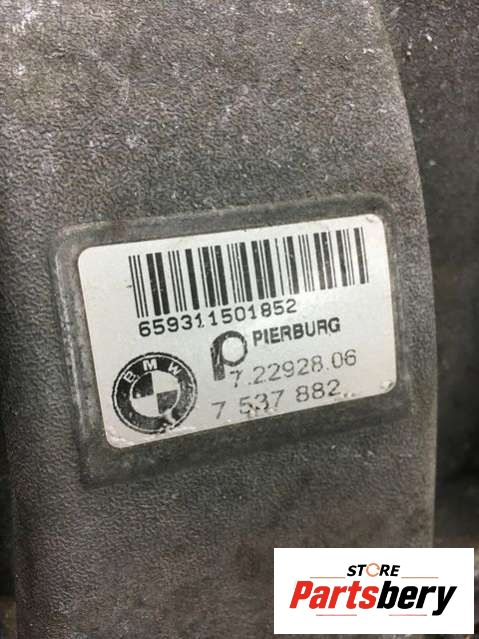 659311501852
PIERBURG
BMW
7.22928.06
7 537 882
STORE
Partsbery